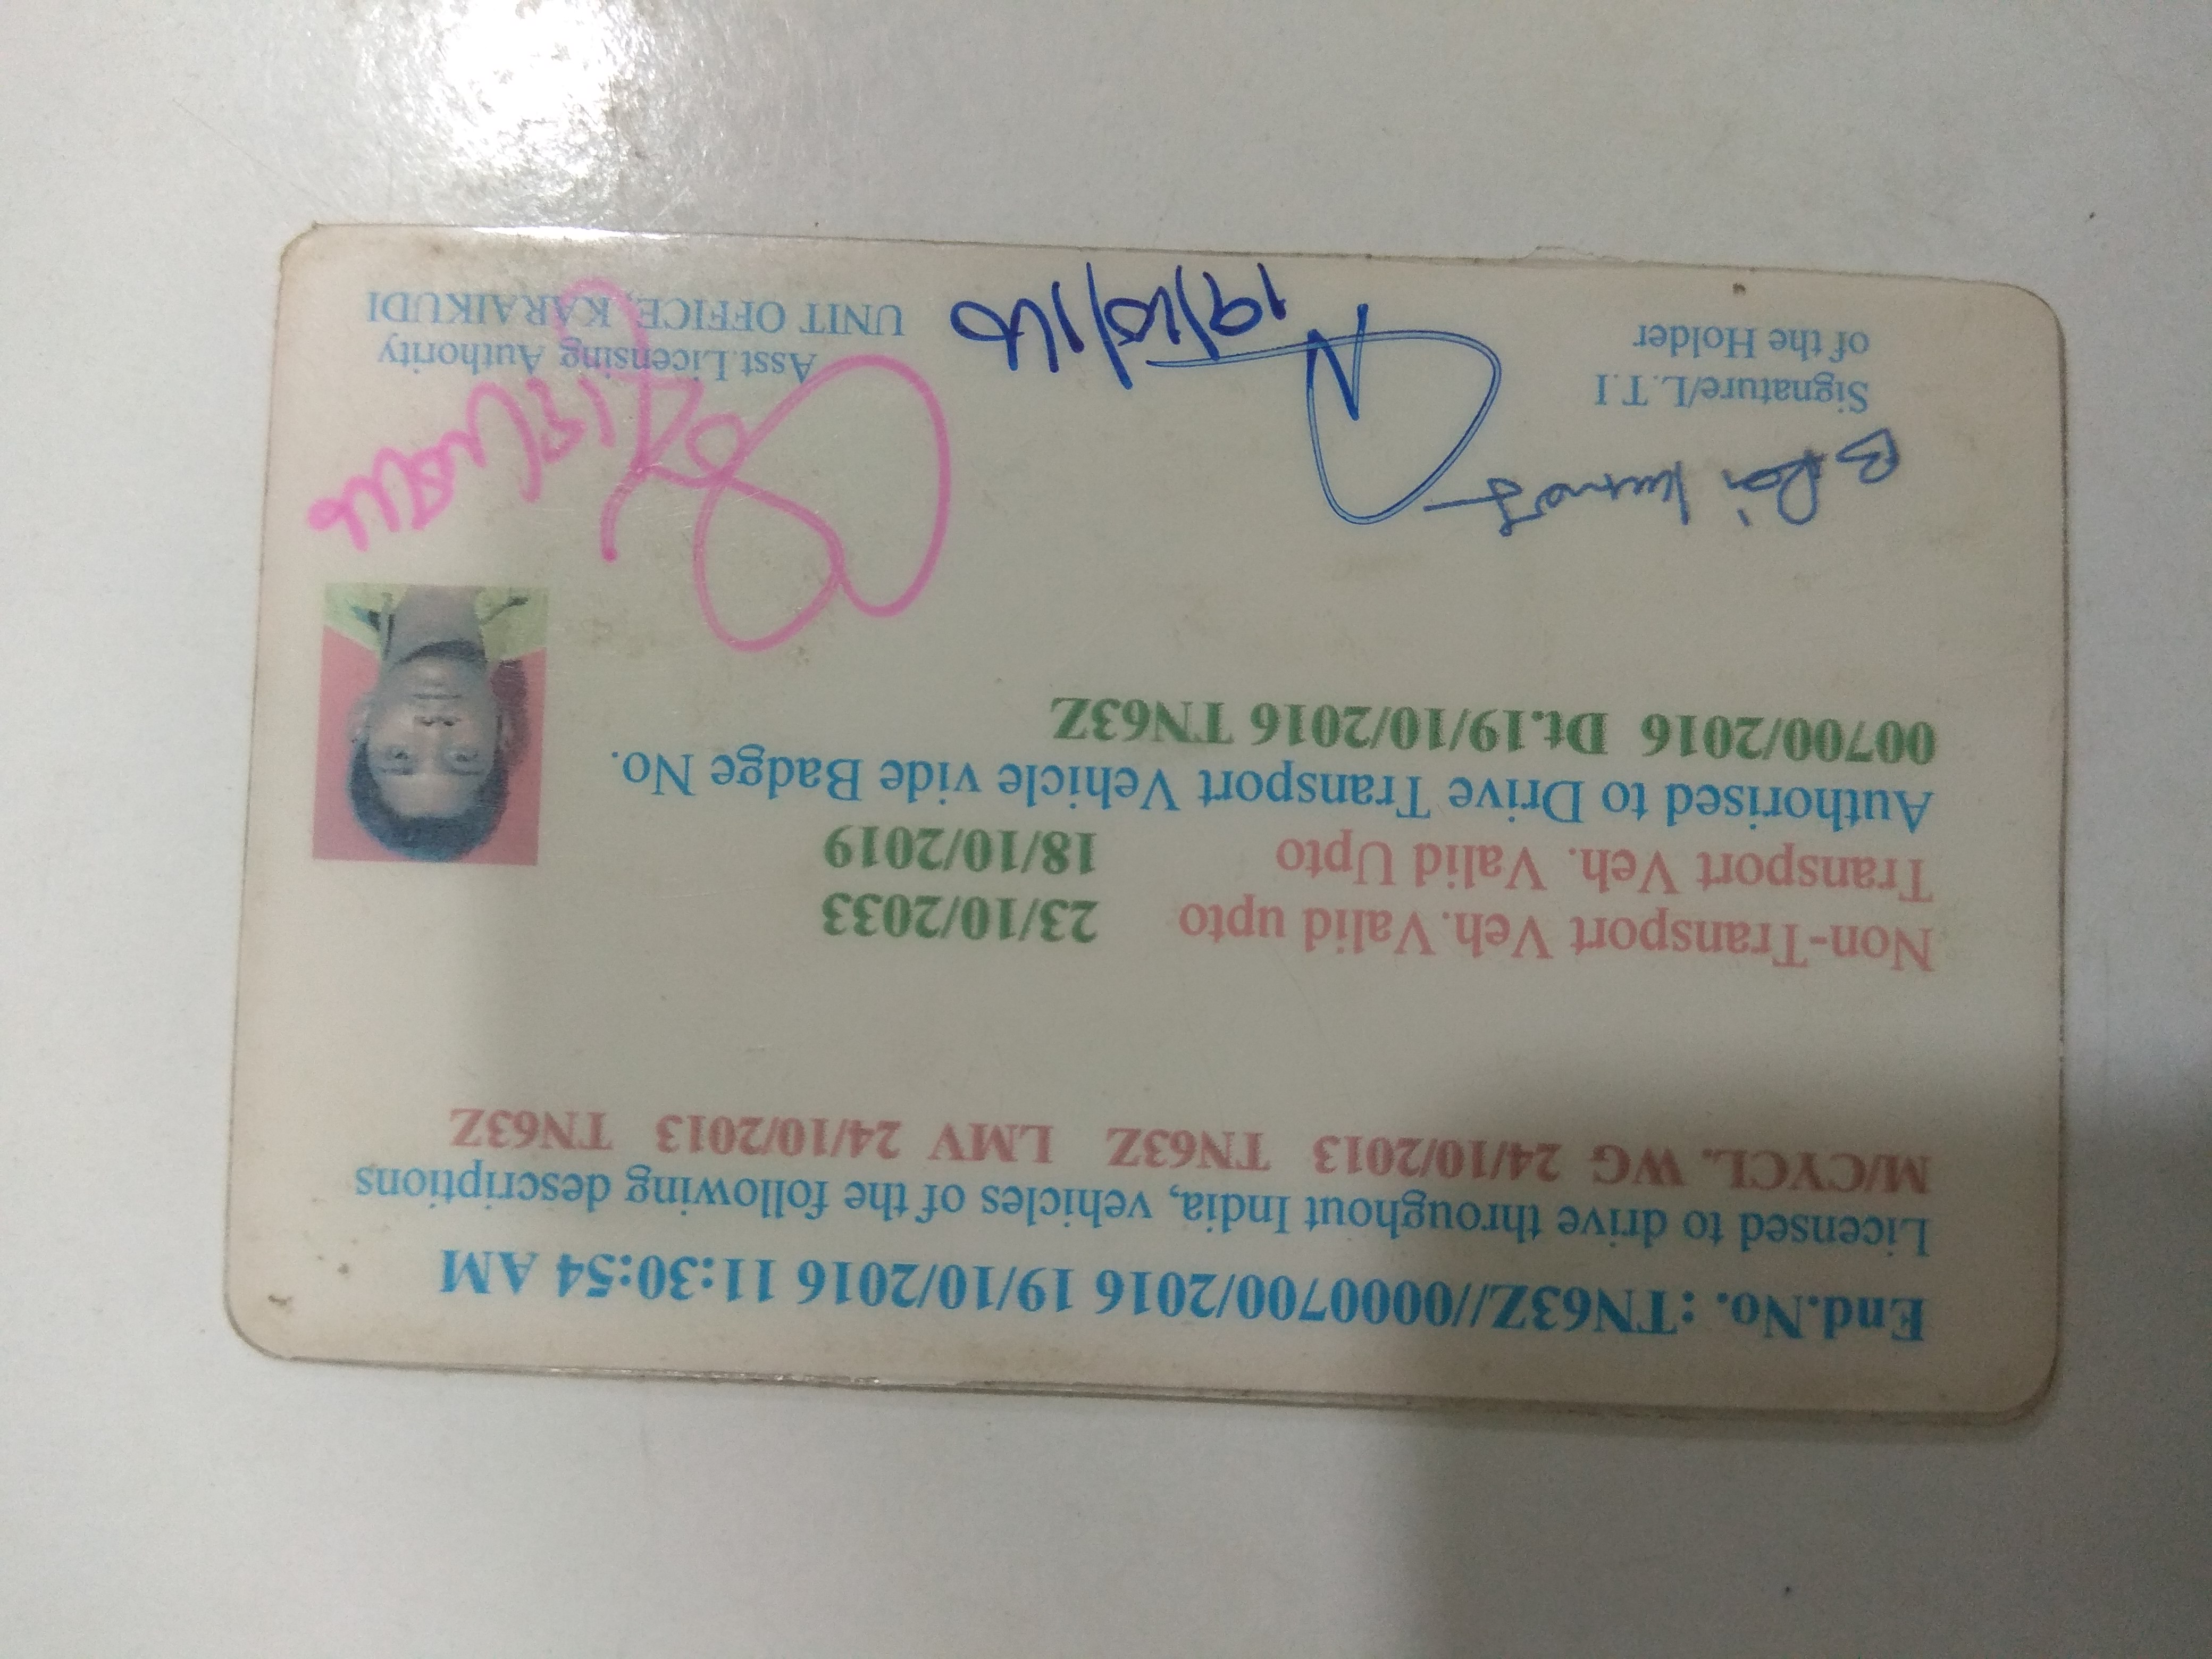 End.No. :TN63Z//0000700/2016 19/10/2016 11:30:54 AM
Licensed to drive throughout India, vehicles of the following descriptions
M/CYCL. WG 24/10/2013 TN63Z LMV 24/10/2013 TN63Z
Non-Transport Veh.Valid upto 23/10/2033
Transport Veh. Valid Upto 18/10/2019
Authorised to Drive Transport Vehicle vide Badge No.
00700/2016 Dt.19/10/2016 TN63Z
Signature/L.T.I
of the Holder
19/10/16
Asst.Licensing Authority
UNIT OFFICE, KARAIKUDI